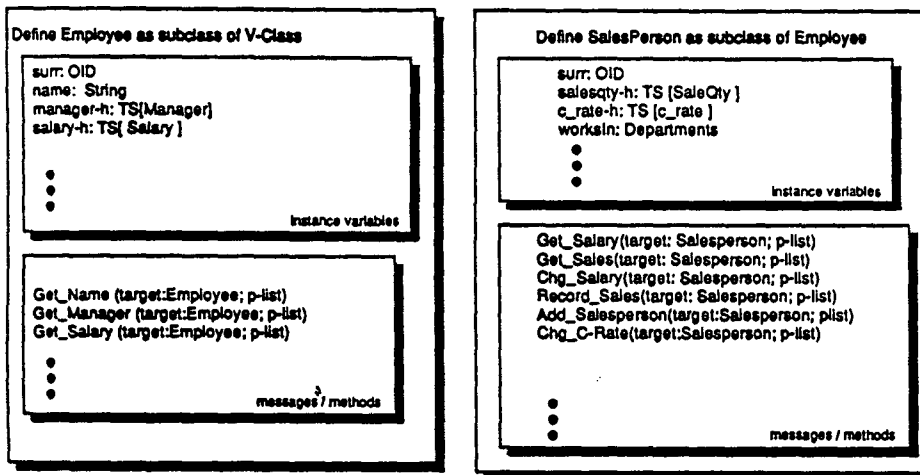 Define Employee as subclass of V-Class
surr: OID
name: String
manager-h: TS[Manager]
salary-h: TS[ Salary ]
instance variables
Get_Name (target:Employee; p-list)
Get_Manager (target:Employee; p-list)
Get_Salary (target:Employee; p-list)
messages / methods
Define SalesPerson as subclass of Employee
surr: OID
salesqty-h: TS [SaleQty ]
c_rate-h: TS [c_rate ]
worksIn: Departments
instance variables
Get_Salary(target: Salesperson; p-list)
Get_Sales(target: Salesperson; p-list)
Chg_Salary(target: Salesperson; p-list)
Record_Sales(target: Salesperson; p-list)
Add_Salesperson(target:Salesperson; plist)
Chg_C-Rate(target:Salesperson; p-list)
messages / methods